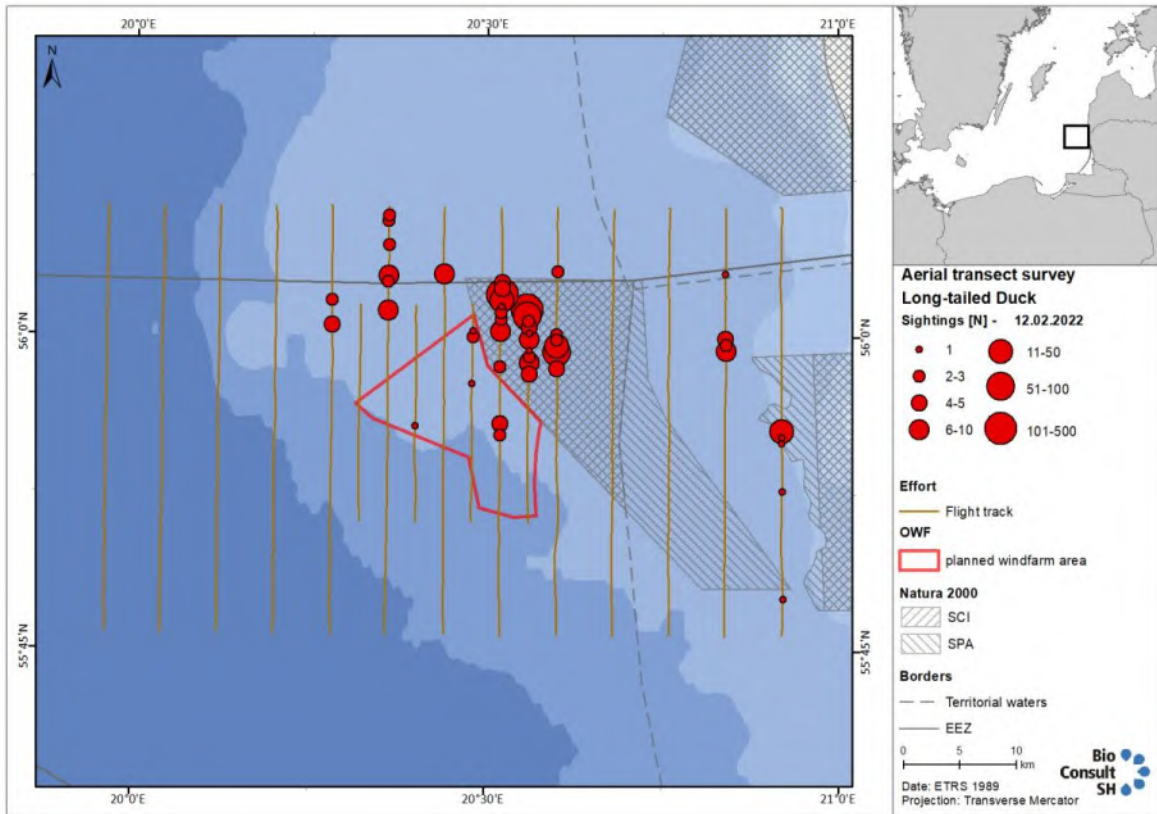 20°0'E 20°30'E 21°0'E
N
56°0'N 56°0'N
55°45'N 55°45'N
20°0'E 20°30'E 21°0'E
Aerial transect survey
Long-tailed Duck
Sightings [N] - 12.02.2022
1 11-50
2-3
51-100
4-5
6-10 101-500
Effort
Flight track
OWF
planned windfarm area
Natura 2000
SCI
SPA
Borders
Territorial waters
EEZ
0 5 10
km
Bio
Consult
SH
Date: ETRS 1989
Projection: Transverse Mercator